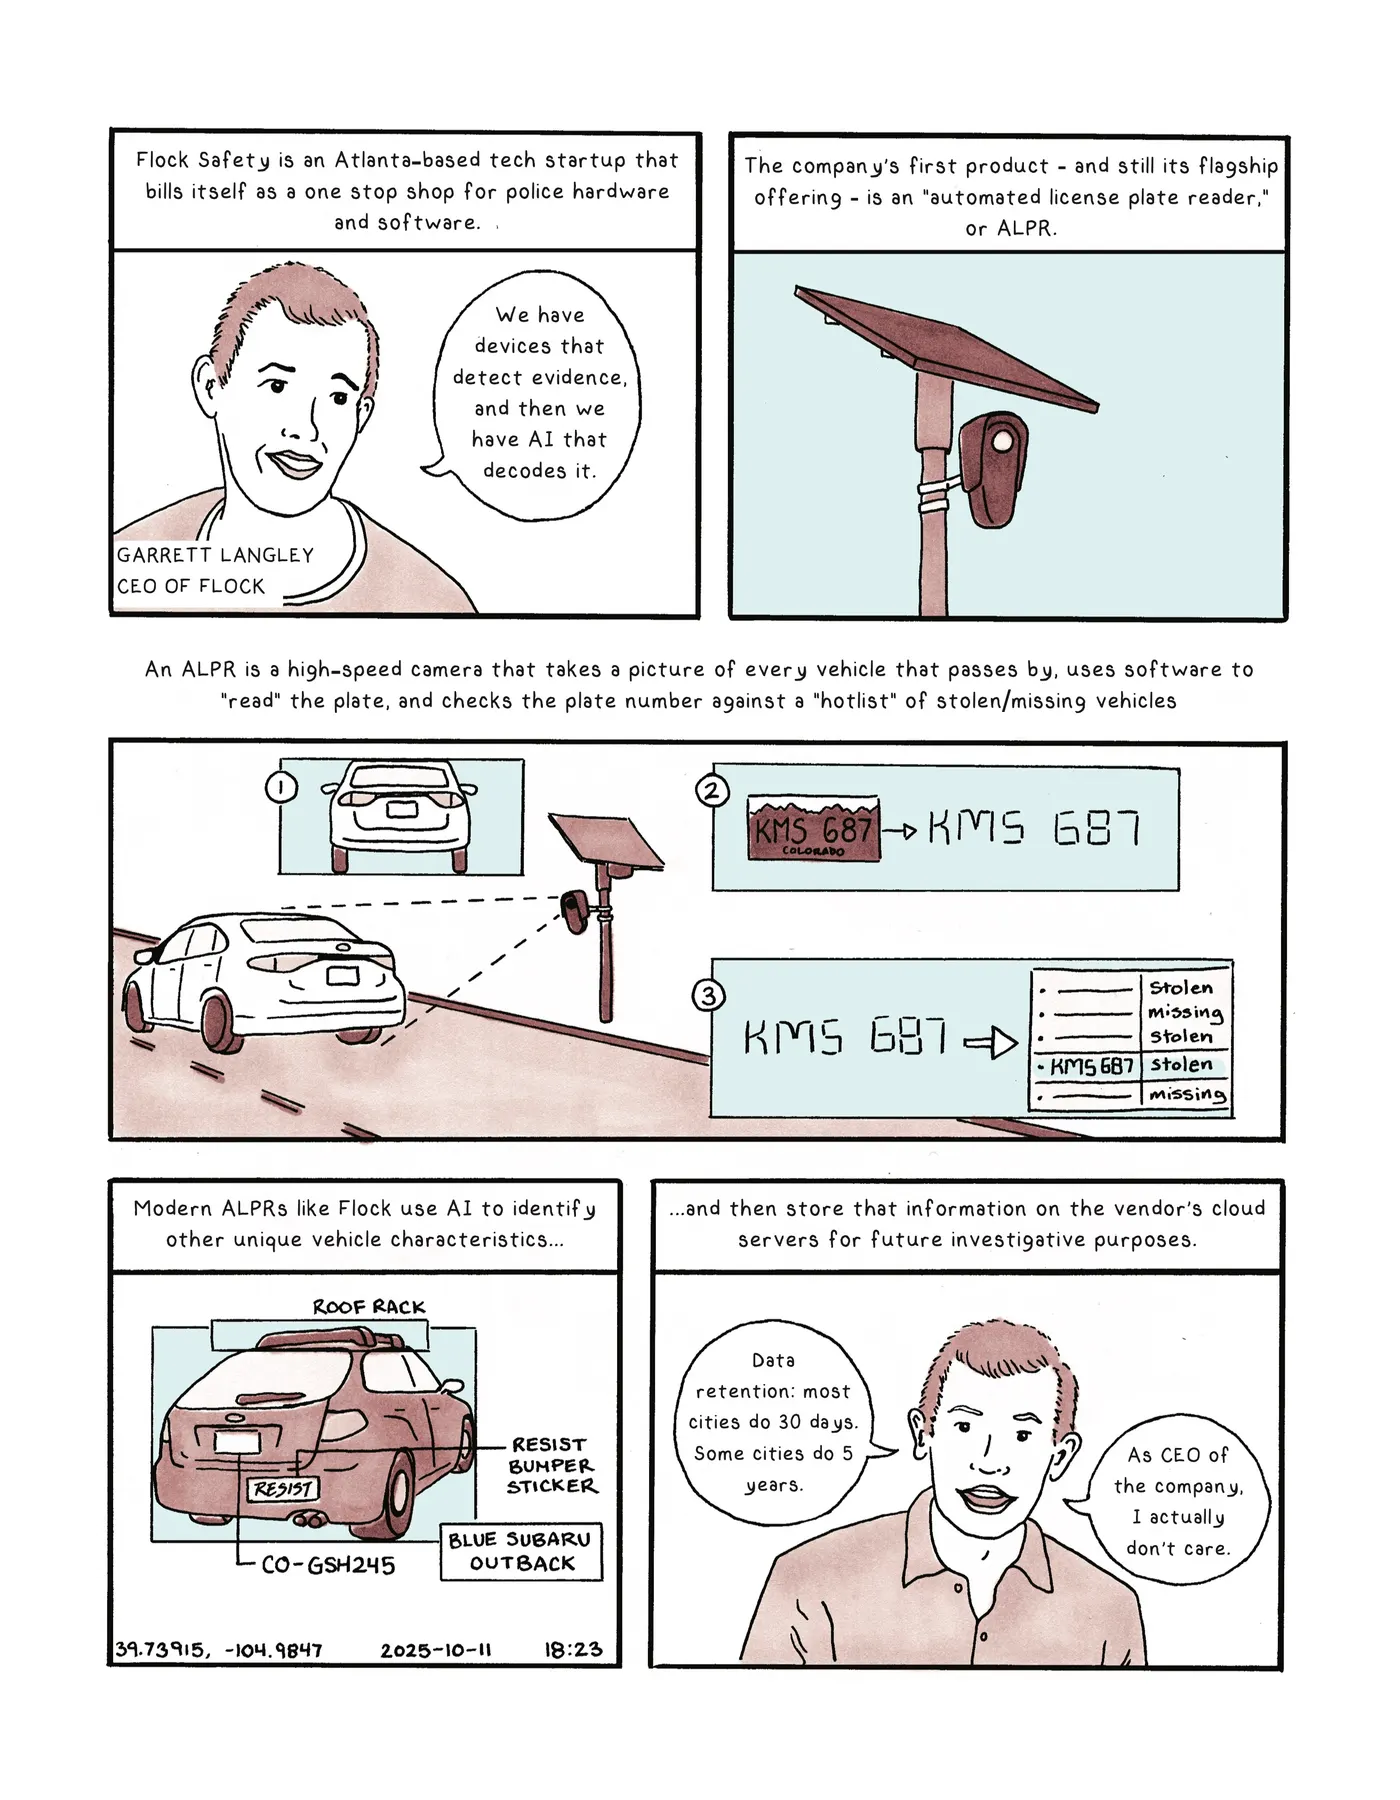 Flock Safety is an Atlanta-based tech startup that
bills itself as a one stop shop for police hardware
and software.
We have
devices that
detect evidence,
and then we
have AI that
decodes it.
GARRETT LANGLEY
CEO OF FLOCK
The company's first product - and still its flagship
offering - is an "automated license plate reader,"
or ALPR.
An ALPR is a high-speed camera that takes a picture of every vehicle that passes by, uses software to
"read" the plate, and checks the plate number against a "hotlist" of stolen/missing vehicles
1
2
KMS 687
COLORADO
KMS 687
3
KMS 687
Stolen
missing
stolen
KMS687 stolen
missing
Modern ALPRs like Flock use AI to identify
other unique vehicle characteristics...
ROOF RACK
RESIST
RESIST
BUMPER
STICKER
BLUE SUBARU
OUTBACK
CO-GSH245
39.73915, -104.9847 2025-10-11 18:23
...and then store that information on the vendor's cloud
servers for future investigative purposes.
Data
retention: most
cities do 30 days.
Some cities do 5
years.
As CEO of
the company,
I actually
don't care.